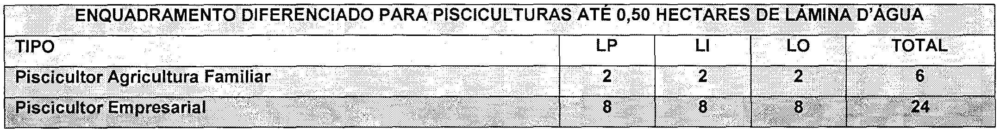 ENQUADRAMENTO DIFERENCIADO PARA PISCICULTURAS ATÉ 0,50 HECTARES DE LÂMINA D'ÁGUA
TIPO LP LI LO TOTAL
Piscicultor Agricultura Familiar 2 2 2 6
Piscicultor Empresarial 8 8 8 24